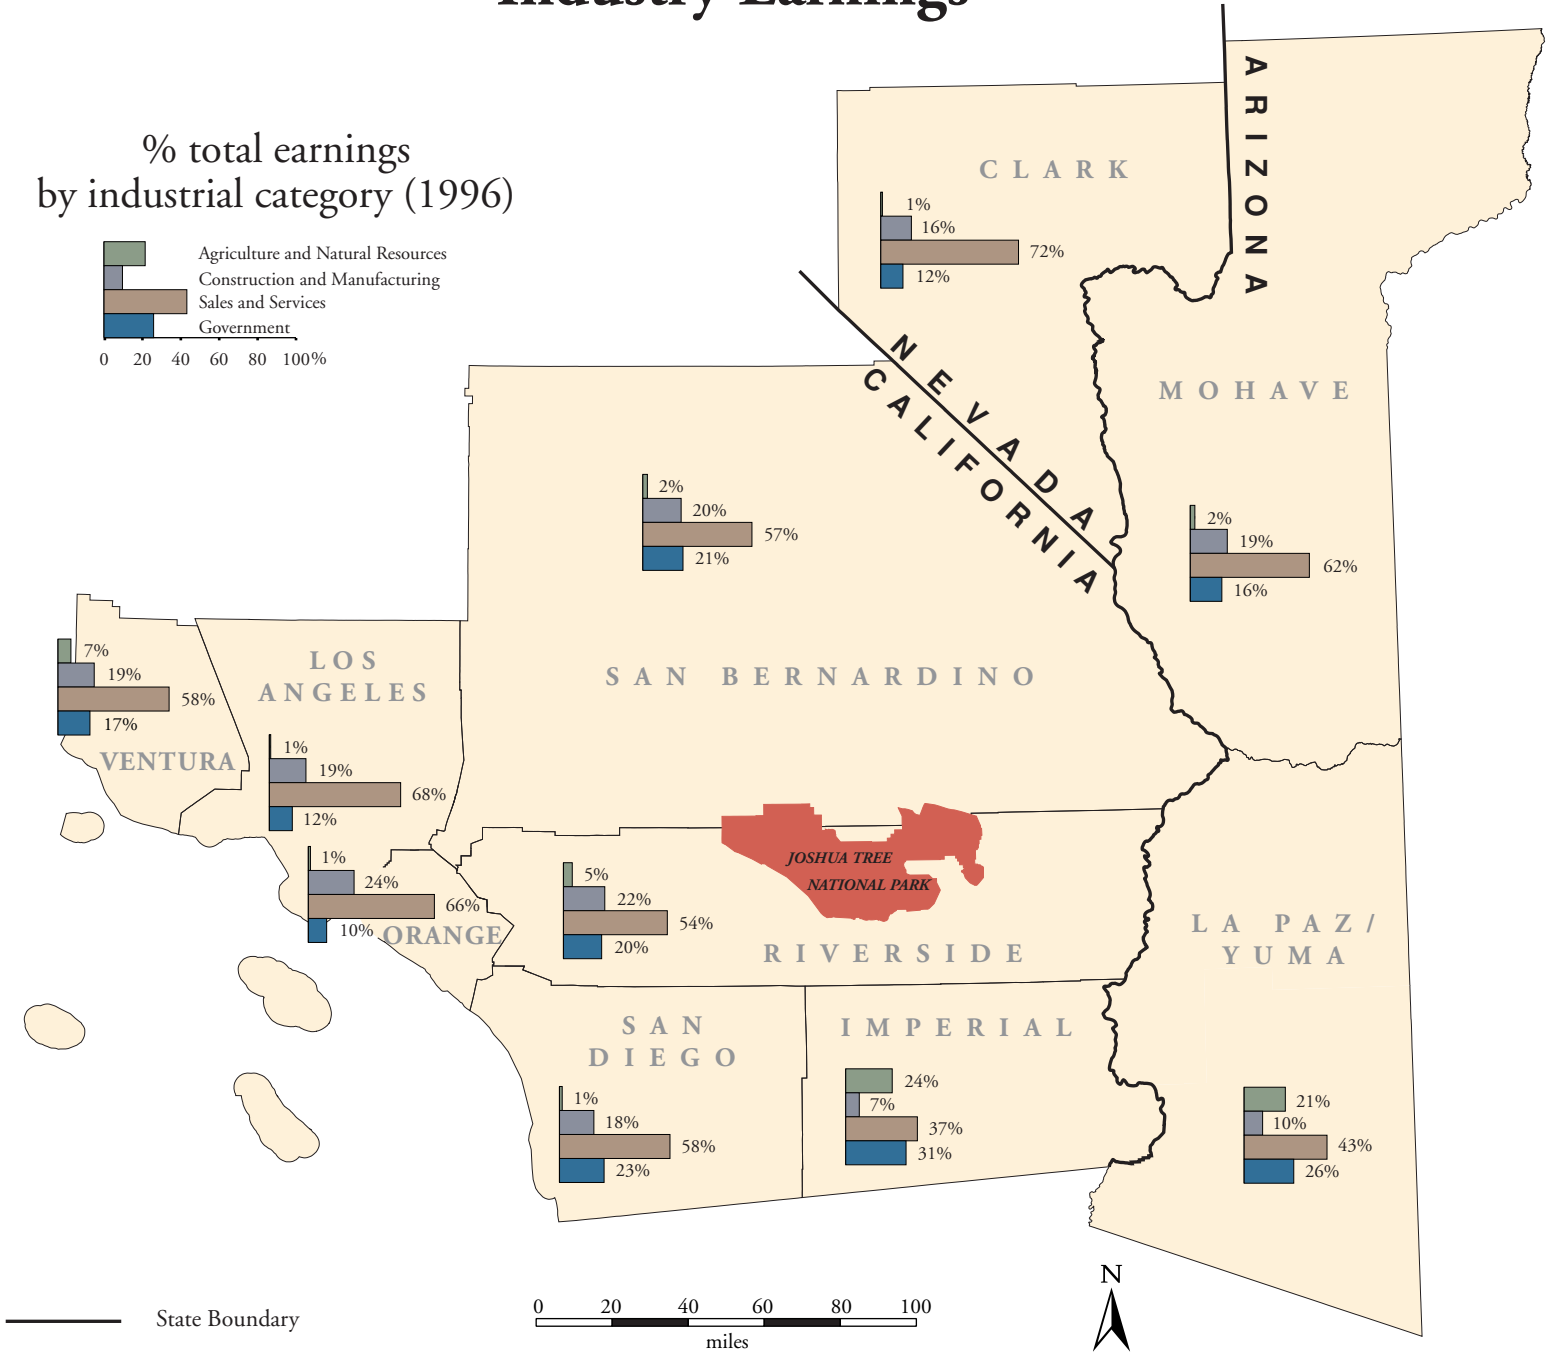 Industry Earnings
% total earnings
by industrial category (1996)
Agriculture and Natural Resources
Construction and Manufacturing
Sales and Services
Government
0 20 40 60 80 100%
ARIZONA
CLARK
1%
16%
72%
12%
NEVADA
CALIFORNIA
MOHAVE
2%
19%
62%
16%
2%
20%
57%
21%
SAN BERNARDINO
7%
19%
58%
17%
VENTURA
LOS
ANGELES
1%
19%
68%
12%
1%
24%
66%
10%
ORANGE
JOSHUA TREE
NATIONAL PARK
5%
22%
54%
20%
RIVERSIDE
LA PAZ/
YUMA
SAN
DIEGO
1%
18%
58%
23%
IMPERIAL
24%
7%
37%
31%
21%
10%
43%
26%
State Boundary
0 20 40 60 80 100
miles
N